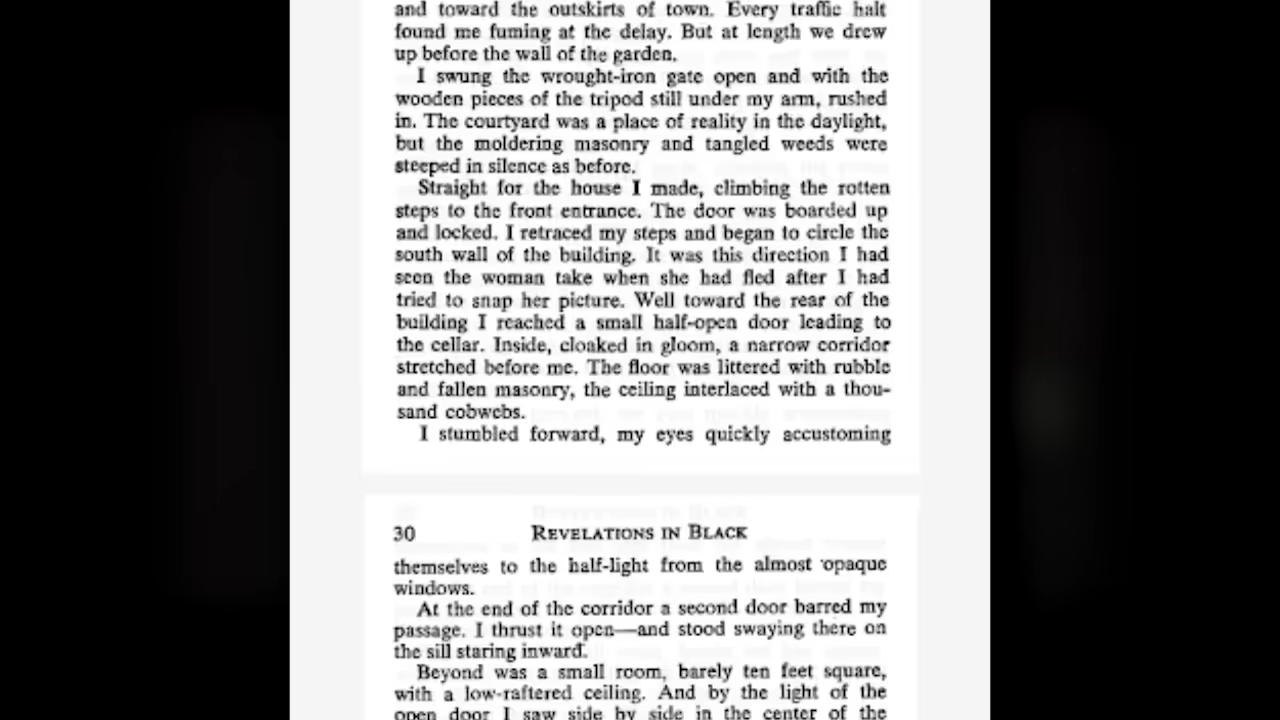 and toward the outskirts of town. Every traffic halt
found me fuming at the delay. But at length we drew
up before the wall of the garden.
I swung the wrought-iron gate open and with the
wooden pieces of the tripod still under my arm, rushed
in. The courtyard was a place of reality in the daylight,
but the moldering masonry and tangled weeds were
steeped in silence as before.
Straight for the house I made, climbing the rotten
steps to the front entrance. The door was boarded up
and locked. I retraced my steps and began to circle the
south wall of the building. It was this direction I had
seen the woman take when she had fled after I had
tried to snap her picture. Well toward the rear of the
building I reached a small half-open door leading to
the cellar. Inside, cloaked in gloom, a narrow corridor
stretched before me. The floor was littered with rubble
and fallen masonry, the ceiling interlaced with a thou-
sand cobwebs.
I stumbled forward, my eyes quickly accustoming
30 REVELATIONS IN BLACK
themselves to the half-light from the almost opaque
windows.
At the end of the corridor a second door barred my
passage. I thrust it open—and stood swaying there on
the sill staring inward.
Beyond was a small room, barely ten feet square,
with a low-raftered ceiling. And by the light of the
open door I saw side by side in the center of the